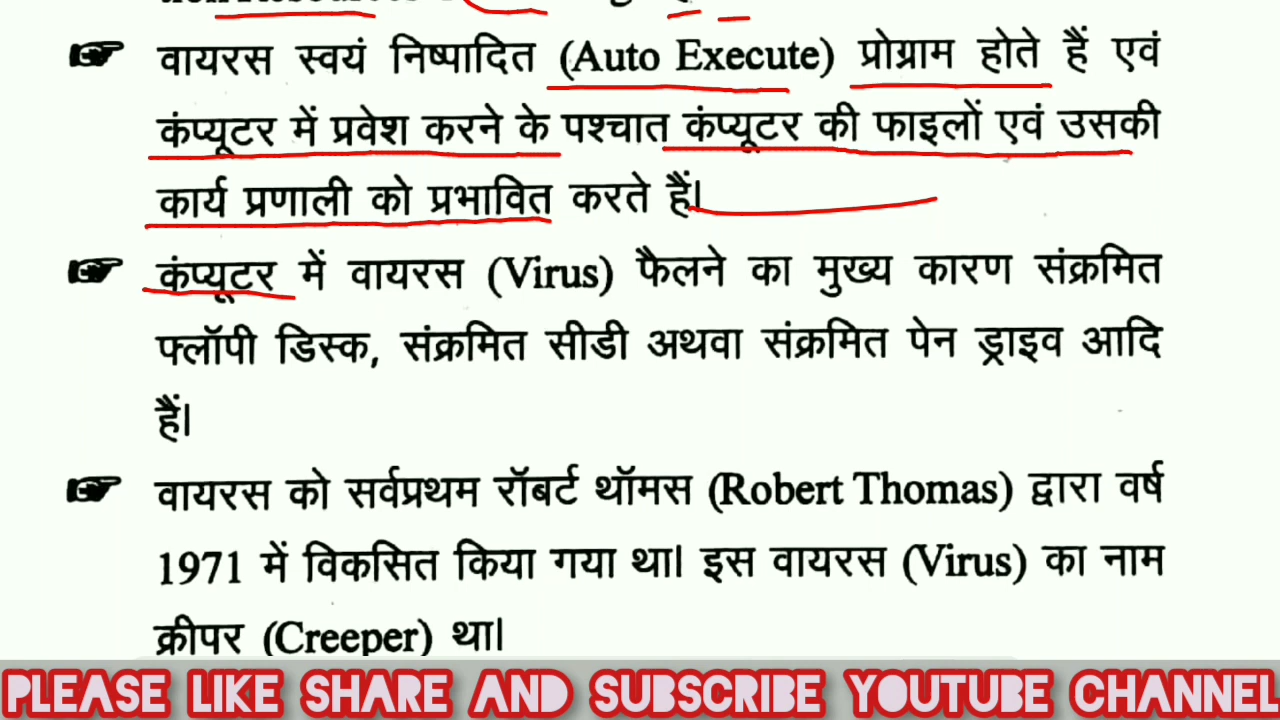 वायरस स्वयं निष्पादित (Auto Execute) प्रोग्राम होते हैं एवं
कंप्यूटर में प्रवेश करने के पश्चात कंप्यूटर की फाइलों एवं उसकी
कार्य प्रणाली को प्रभावित करते हैं।
कंप्यूटर में वायरस (Virus) फैलने का मुख्य कारण संक्रमित
फ्लॉपी डिस्क, संक्रमित सीडी अथवा संक्रमित पेन ड्राइव आदि
हैं।
वायरस को सर्वप्रथम रॉबर्ट थॉमस (Robert Thomas) द्वारा वर्ष
1971 में विकसित किया गया था। इस वायरस (Virus) का नाम
क्रीपर (Creeper) था।
PLEASE LIKE SHARE AND SUBSCRIBE YOUTUBE CHANNEL